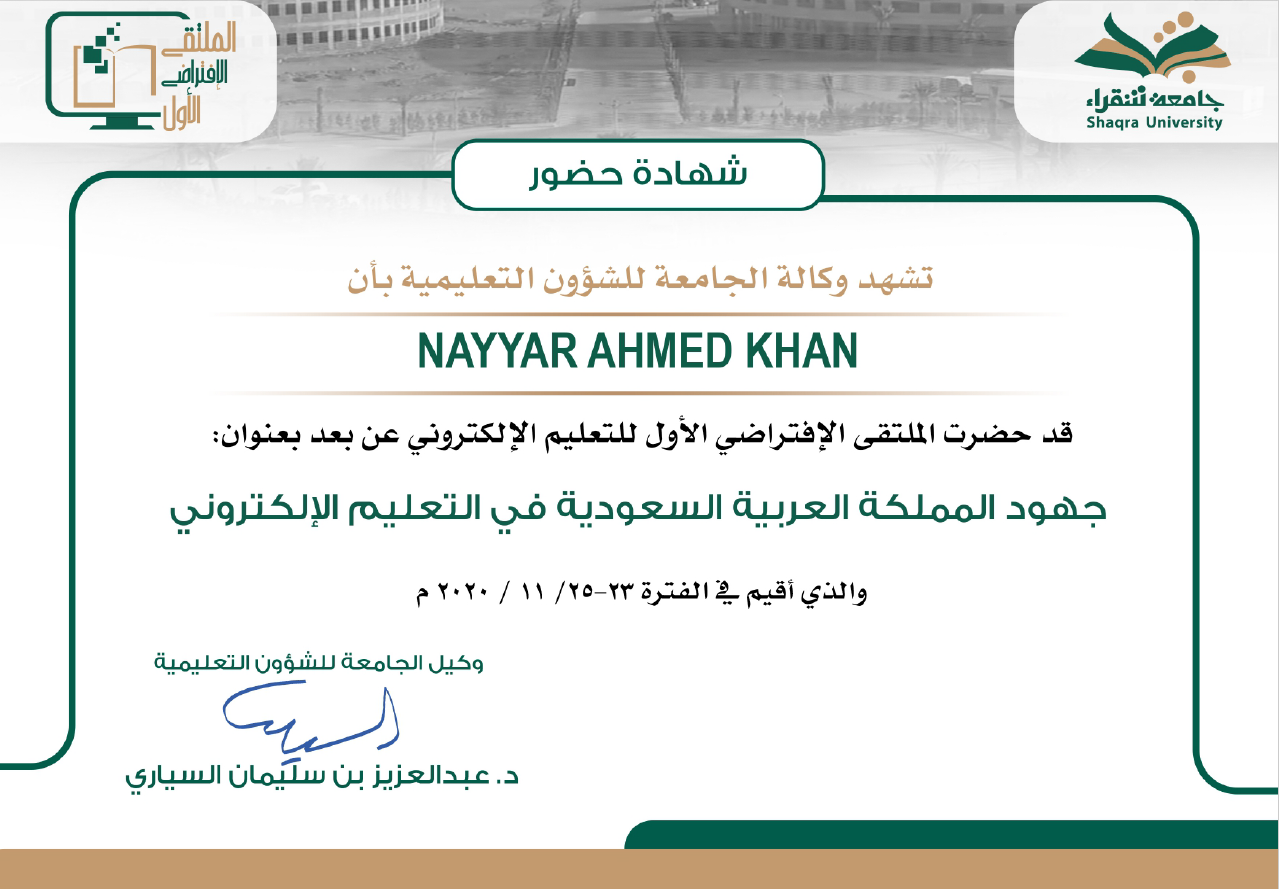 الملتقى
الإفتراضي
الأول
جامعة شقراء
Shaqra University
شهادة حضور
تشهد وكالة الجامعة للشؤون التعليمية بأن
NAYYAR AHMED KHAN
قد حضرت الملتقى الإفتراضي الأول للتعليم الإلكتروني عن بعد بعنوان:
جهود المملكة العربية السعودية في التعليم الإلكتروني
والذي أقيم في الفترة ٢٣-٢٥/ ١١ / ٢٠٢٠ م
وكيل الجامعة للشؤون التعليمية
د. عبدالعزيز بن سليمان السياري